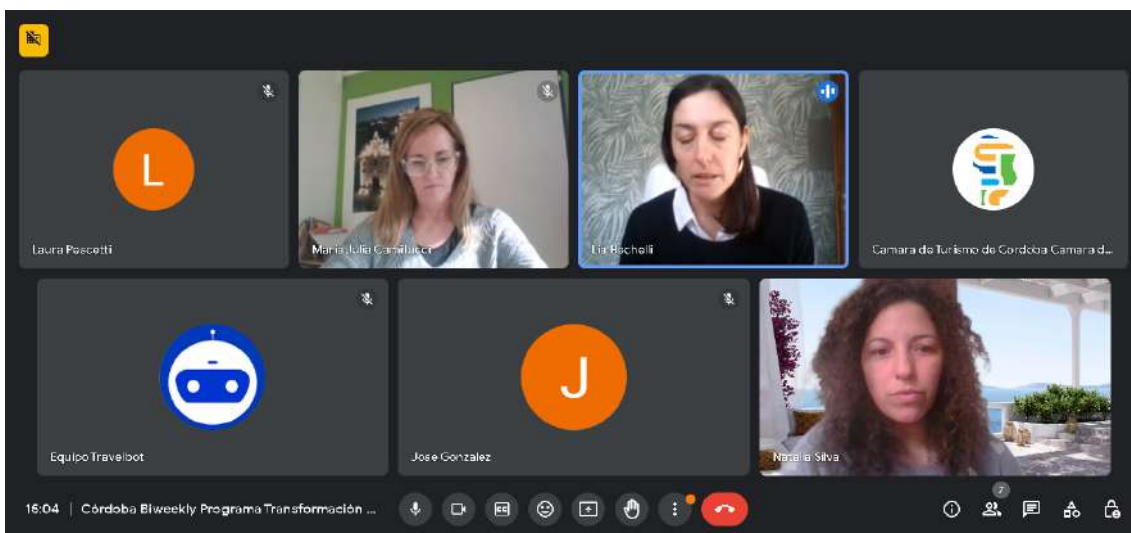 L
Laura Pescetti
Maria Julia Camilucci
Lia Bachelli
Camara de Turismo de Cordoba Camara d...
Equipo Travelbot
J
Jose Gonzalez
Natalia Silva
7
16:04 | Córdoba Biweekly Programa Transformación ...